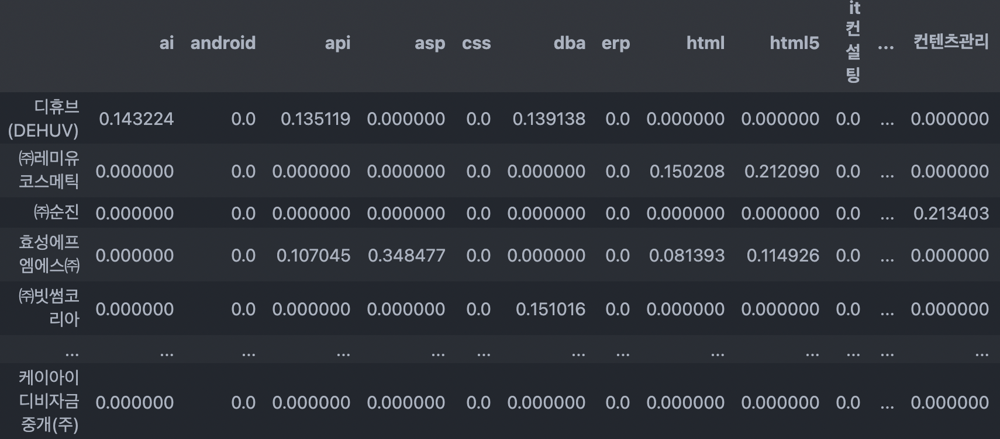 ai android api asp css dba erp html html5 it 컨 설 팅 ... 컨텐츠관리
디휴브 (DEHUV) 0.143224 0.0 0.135119 0.000000 0.0 0.139138 0.0 0.000000 0.000000 0.0 ... 0.000000
㈜레미유 코스메틱 0.000000 0.0 0.000000 0.000000 0.0 0.000000 0.0 0.150208 0.212090 0.0 ... 0.000000
㈜순진 0.000000 0.0 0.000000 0.000000 0.0 0.000000 0.0 0.000000 0.000000 0.0 ... 0.213403
효성에프 엠에스㈜ 0.000000 0.0 0.107045 0.348477 0.0 0.000000 0.0 0.081393 0.114926 0.0 ... 0.000000
㈜빗썸코 리아 0.000000 0.0 0.000000 0.000000 0.0 0.151016 0.0 0.000000 0.000000 0.0 ... 0.000000
... ... ... ... ... ... ... ... ... ... ... ... ...
케이아이 디비자금 중개(주) 0.000000 0.0 0.000000 0.000000 0.0 0.000000 0.0 0.000000 0.000000 0.0 ... 0.000000